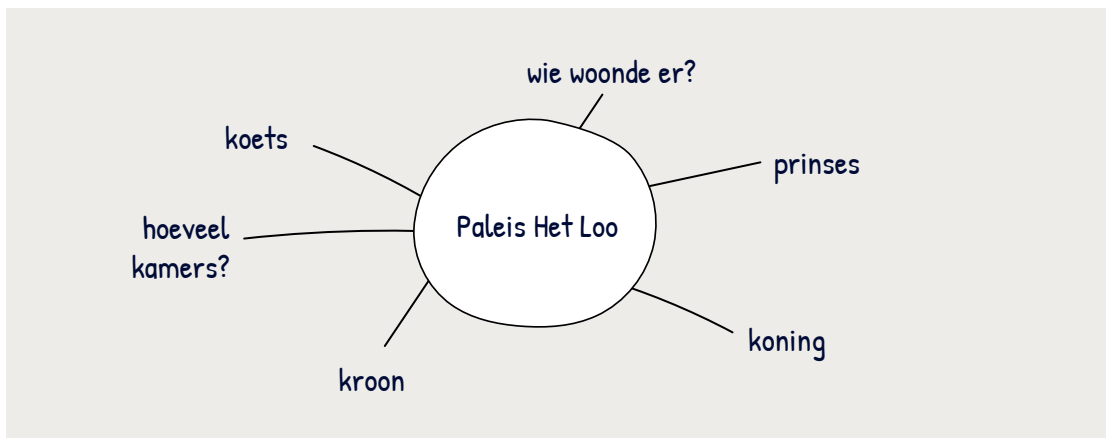 wie woonde er?
koets
prinses
hoeveel
kamers?
Paleis Het Loo
koning
kroon